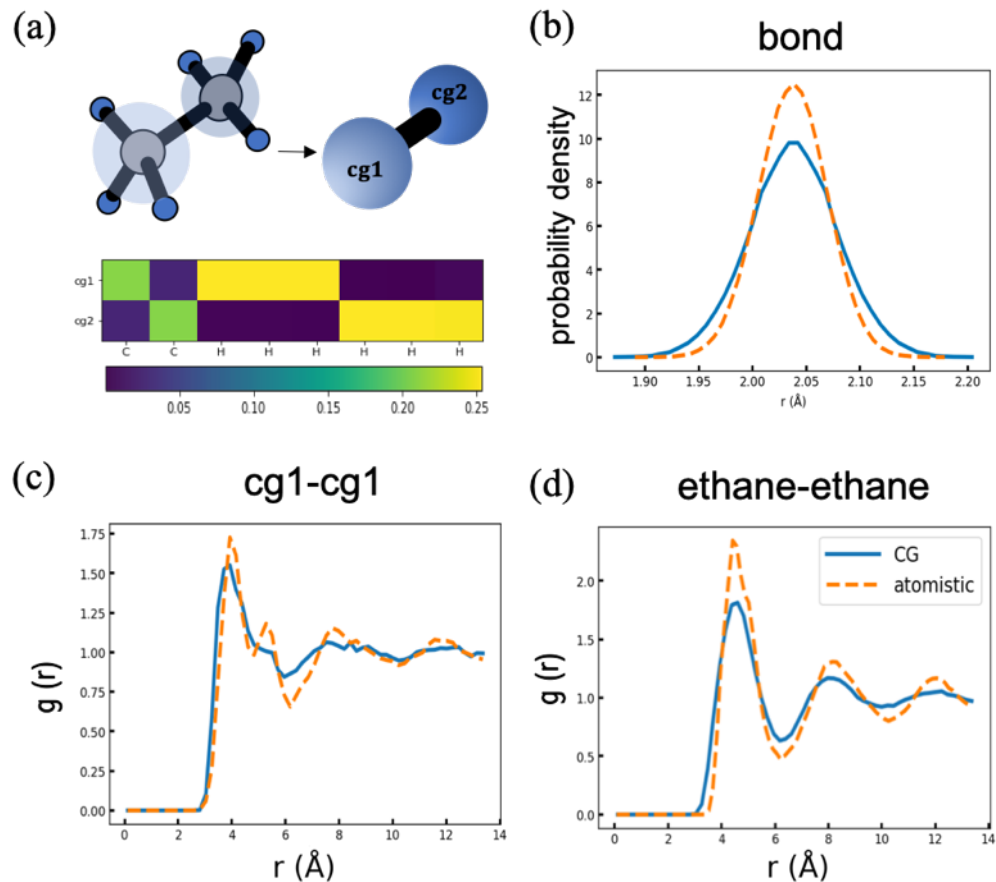 (a)
cg2
cg1
cg1
cg2
C C H H H H H H
0.05 0.10 0.15 0.20 0.25
(b)
bond
probability density
12
10
8
6
4
2
0
1.90 1.95 2.00 2.05 2.10 2.15 2.20
r (Å)
(c)
cg1-cg1
g (r)
1.75
1.50
1.25
1.00
0.75
0.50
0.25
0.00
0 2 4 6 8 10 12 14
r (Å)
(d)
ethane-ethane
CG
atomistic
g (r)
2.0
1.5
1.0
0.5
0.0
0 2 4 6 8 10 12 14
r (Å)